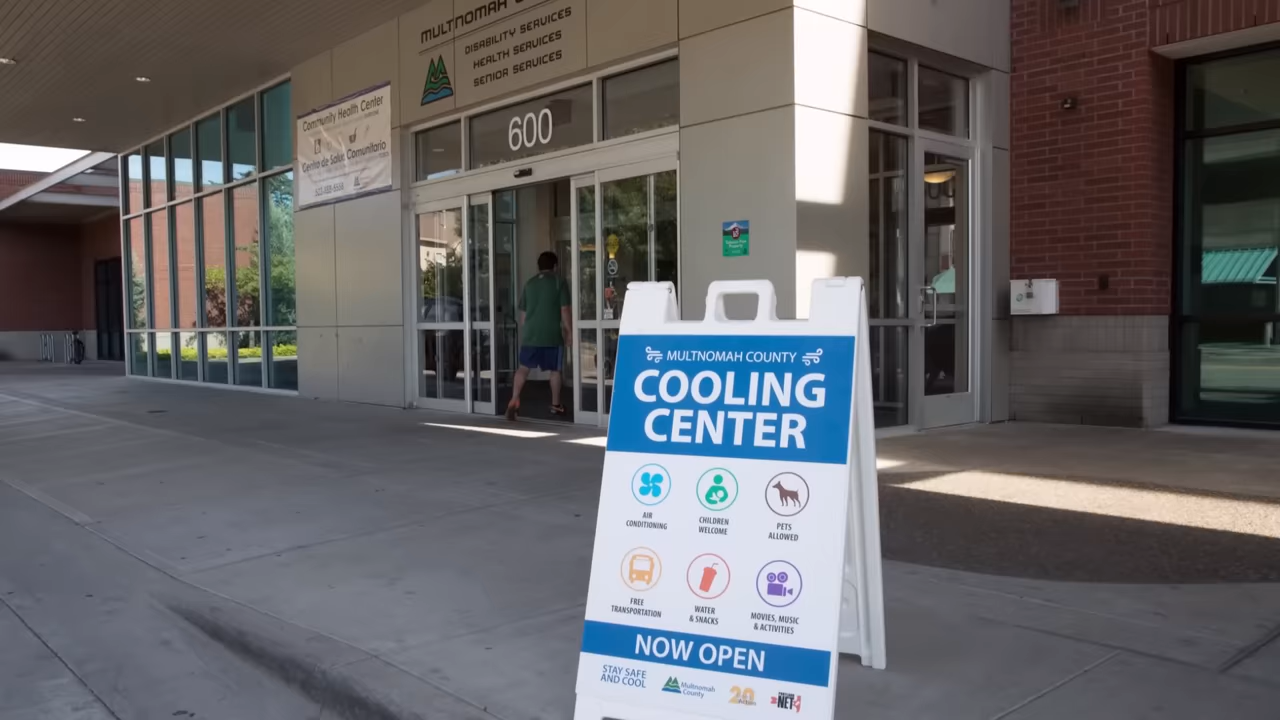 MULTNOMAH
DISABILITY SERVICES
HEALTH SERVICES
SENIOR SERVICES
Community Health Center
Centro de Salud Comunitario
600
MULTNOMAH COUNTY
COOLING
CENTER
AIR
CONDITIONING
CHILDREN
WELCOME
PETS
ALLOWED
FREE
TRANSPORTATION
WATER
& SNACKS
MOVIES, MUSIC
& ACTIVITIES
NOW OPEN
STAY SAFE
AND COOL
Multnomah
County
NET